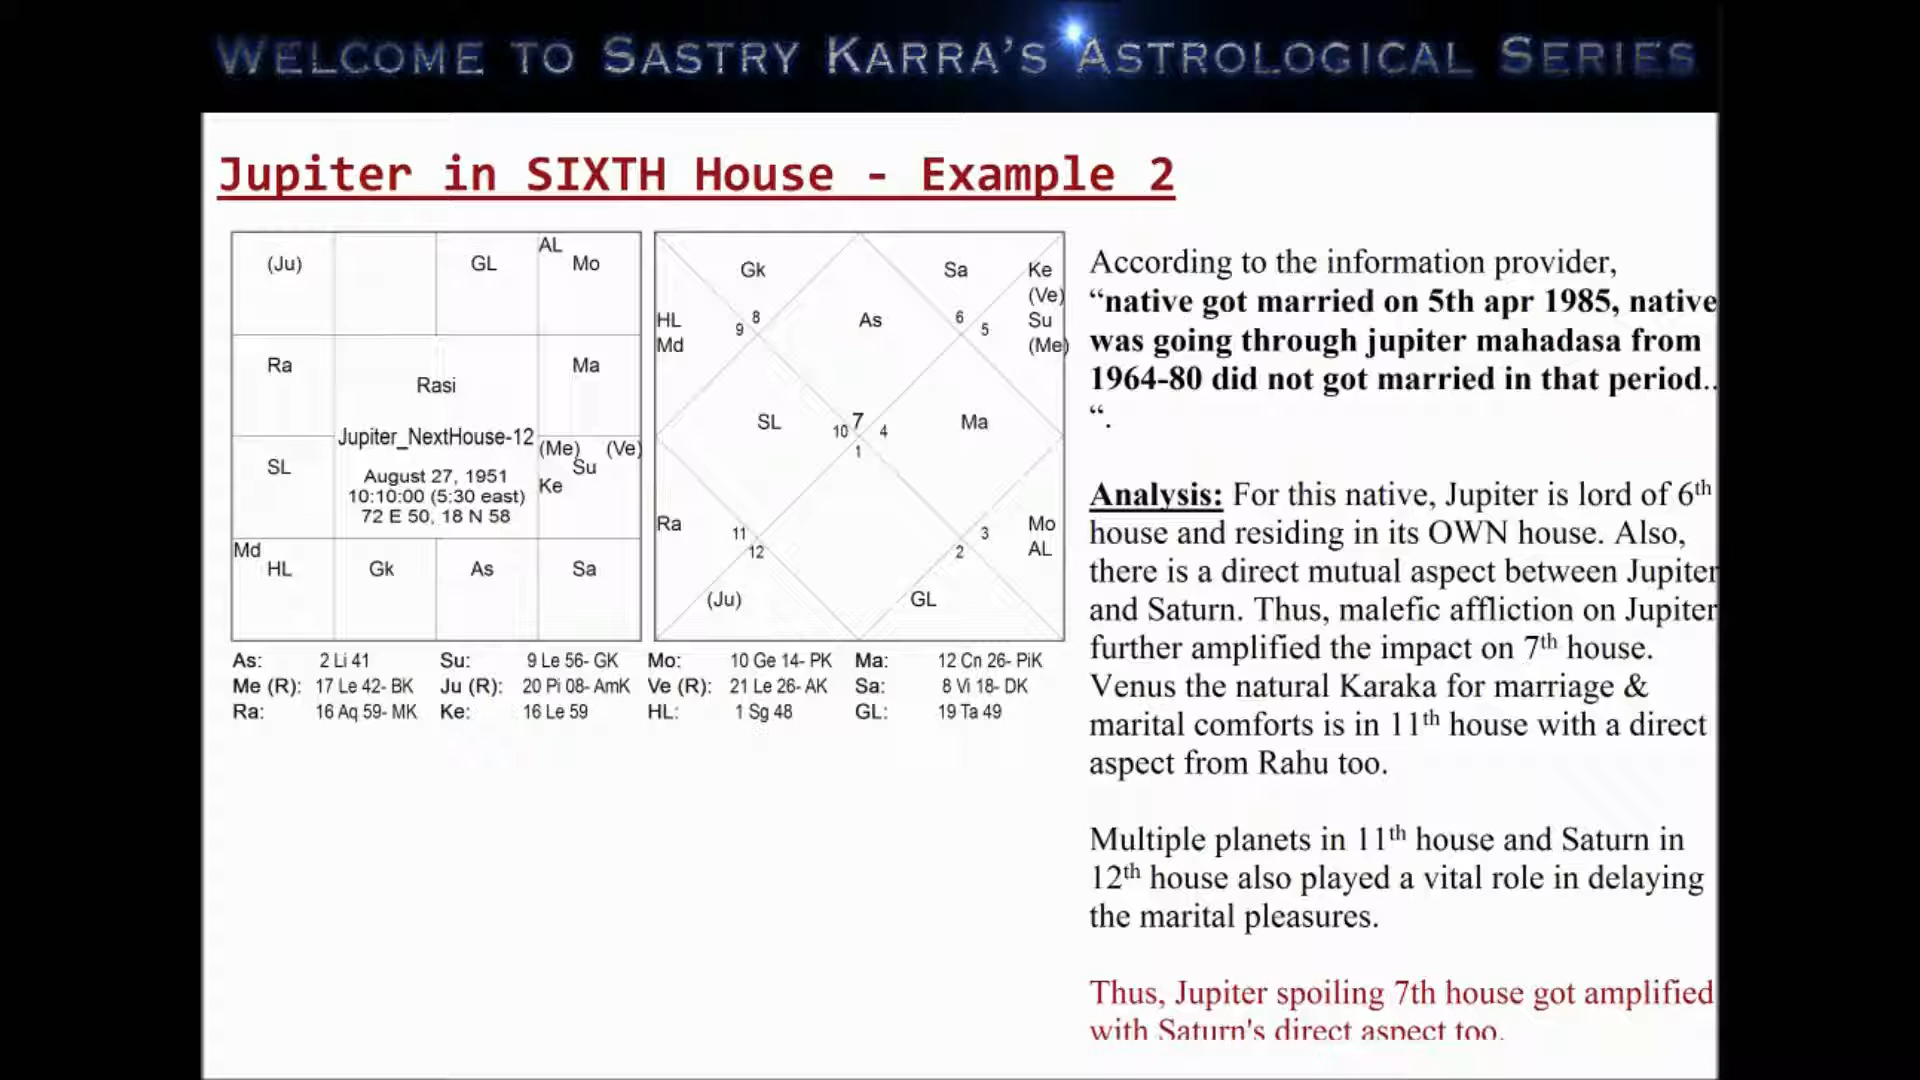 WELCOME TO SASTRY KARRA'S ASTROLOGICAL SERIES
Jupiter in SIXTH House - Example 2
(Ju)
GL
AL
Mo
Ra
Rasi
Ma
Jupiter_NextHouse-12
SL
August 27, 1951
10:10:00 (5:30 east)
72 E 50, 18 N 58
(Me) (Ve)
Su
Ke
Md
HL
Gk
As
Sa
Gk
Sa
Ke
(Ve)
Su
(Me)
HL
Md
9
8
As
6
5
SL
10
7
4
1
Ma
Ra
11
12
3
2
Mo
AL
(Ju)
GL
As: 2 Li 41 Su: 9 Le 56- GK Mo: 10 Ge 14- PK Ma: 12 Cn 26- PiK
Me (R): 17 Le 42- BK Ju (R): 20 Pi 08- AmK Ve (R): 21 Le 26- AK Sa: 8 Vi 18- DK
Ra: 16 Aq 59- MK Ke: 16 Le 59 HL: 1 Sg 48 GL: 19 Ta 49
According to the information provider,
“native got married on 5th apr 1985, native
was going through jupiter mahadasa from
1964-80 did not got married in that period..
“.
Analysis: For this native, Jupiter is lord of 6th
house and residing in its OWN house. Also,
there is a direct mutual aspect between Jupiter
and Saturn. Thus, malefic affliction on Jupiter
further amplified the impact on 7th house.
Venus the natural Karaka for marriage &
marital comforts is in 11th house with a direct
aspect from Rahu too.
Multiple planets in 11th house and Saturn in
12th house also played a vital role in delaying
the marital pleasures.
Thus, Jupiter spoiling 7th house got amplified
with Saturn's direct aspect too.